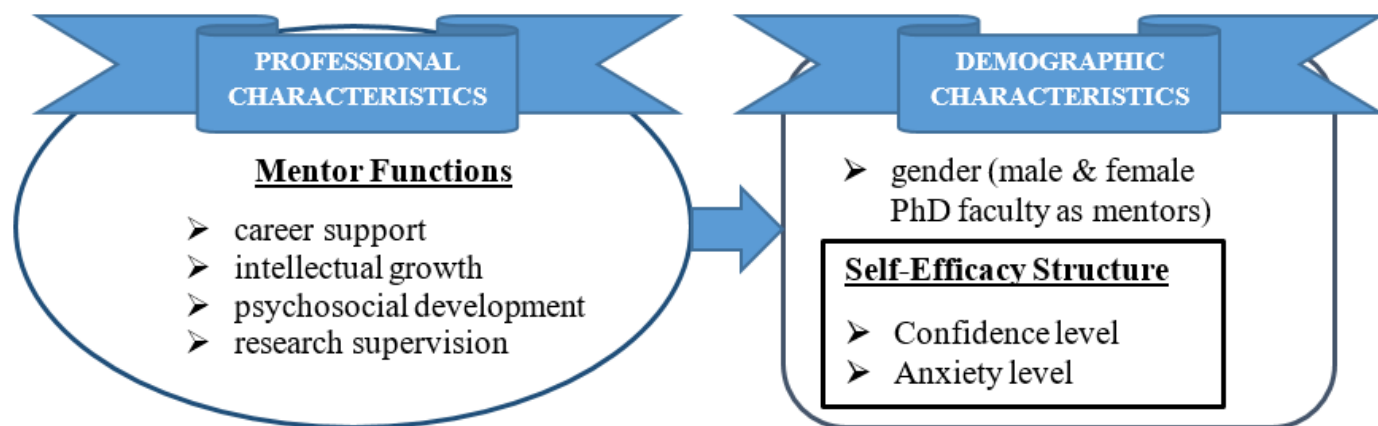 PROFESSIONAL
CHARACTERISTICS
Mentor Functions
➢ career support
➢ intellectual growth
➢ psychosocial development
➢ research supervision
DEMOGRAPHIC
CHARACTERISTICS
➢ gender (male & female
PhD faculty as mentors)
Self-Efficacy Structure
➢ Confidence level
➢ Anxiety level